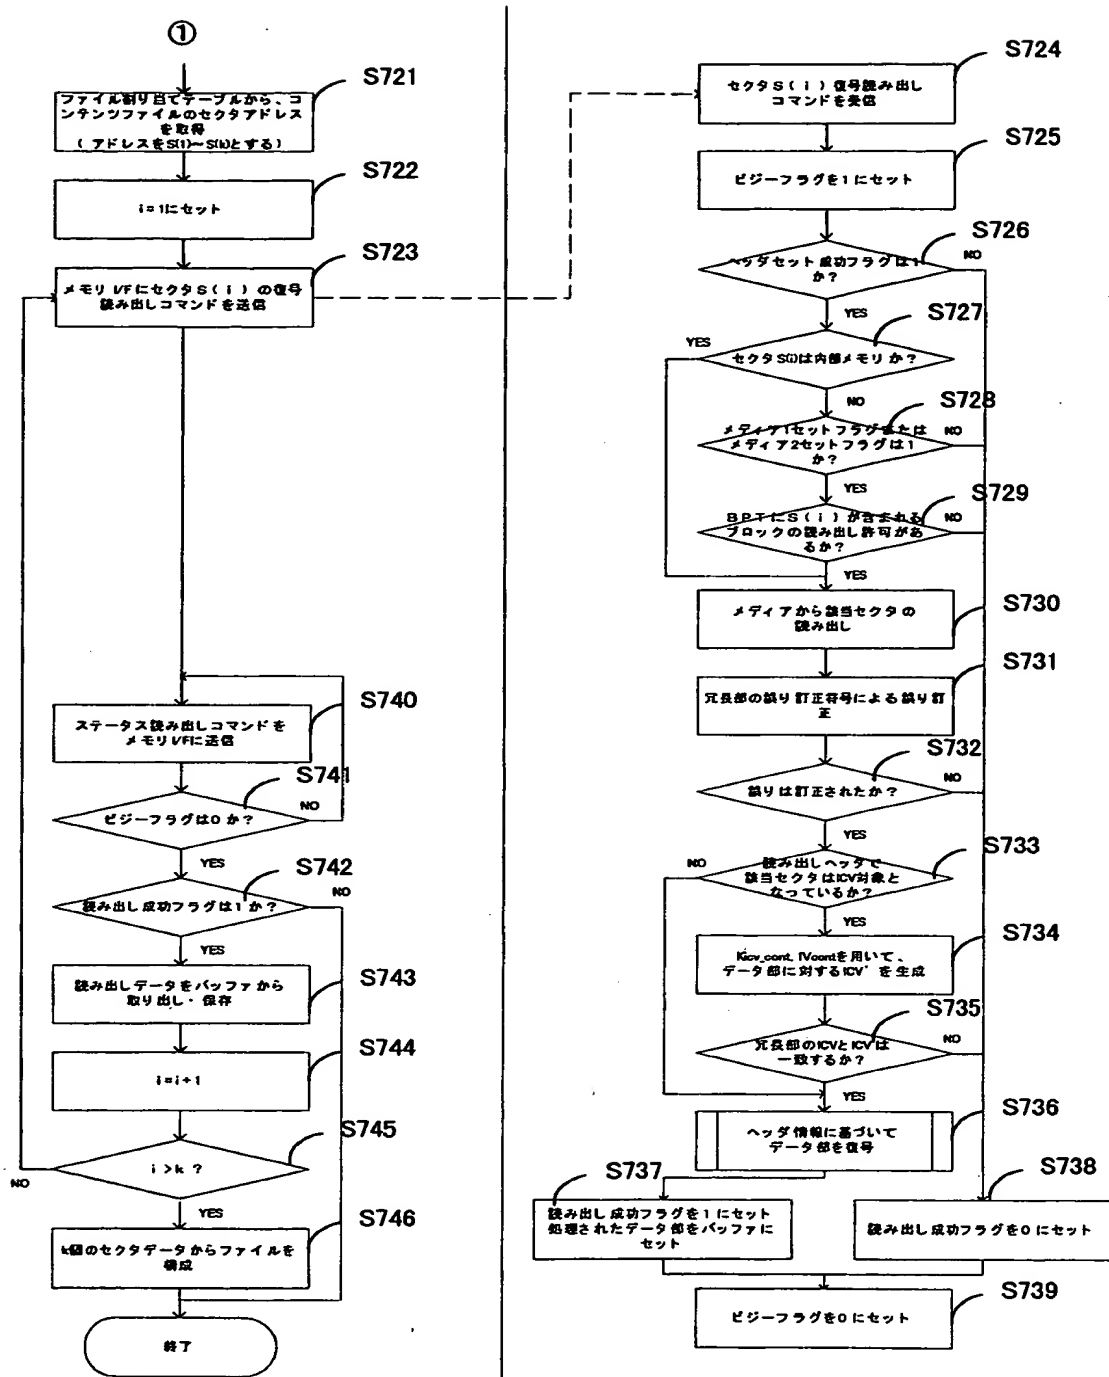 ①
S721
ファイル割り当てテーブルから、コ
ンテンツファイルのセクタアドレス
を取得
( アドレスをS(1)～S(k)とする)
S722
i=1にセット
S723
メモリ I/FにセクタS(i)の復号
読み出しコマンドを送信
S740
ステータス読み出しコマンドを
メモリI/Fに送信
S741
ビジーフラグは0か?
NO
YES
S742
読み出し成功フラグは1か?
NO
YES
S743
読み出しデータをバッファから
取り出し・保存
S744
i=i+1
S745
i>k ?
NO
YES
S746
k個のセクタデータからファイルを
構成
終了
S724
セクタS(i)復号読み出し
コマンドを受信
S725
ビジーフラグを1にセット
S726
ヘッダセット成功フラグは1
か?
NO
YES
S727
セクタS(i)は内部メモリか?
YES
NO
S728
メディア1セットフラグまたは
メディア2セットフラグは1
か?
NO
YES
S729
BPTにS(i)が含まれる
ブロックの読み出し許可があ
るか?
NO
YES
S730
メディアから該当セクタの
読み出し
S731
冗長部の誤り訂正符号による誤り訂
正
S732
誤りは訂正されたか?
NO
YES
S733
読み出しヘッダで
該当セクタはICV対象と
なっているか?
NO
YES
S734
Kicv_cont, IVcontを用いて、
データ部に対するICV'を生成
S735
冗長部のICVとICV'は
一致するか?
NO
YES
S736
ヘッダ情報に基づいて
データ部を復号
S737
読み出し成功フラグを1にセット
処理されたデータ部をバッファに
セット
S738
読み出し成功フラグを0にセット
S739
ビジーフラグを0にセット